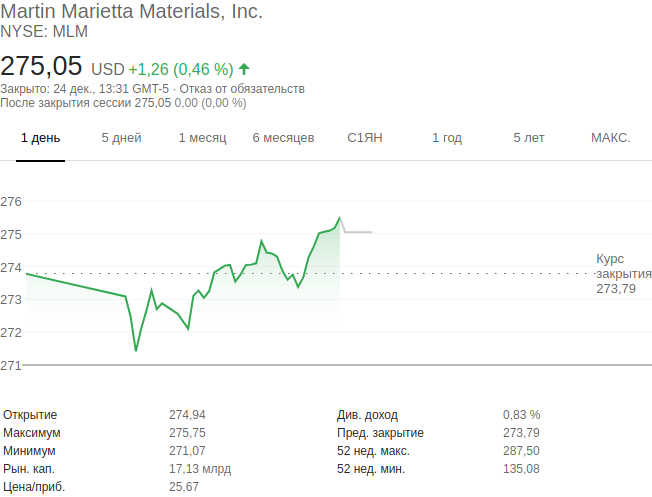 Martin Marietta Materials, Inc.
NYSE: MLM
275,05 USD +1,26 (0,46 %)
Закрыто: 24 дек., 13:31 GMT-5 · Отказ от обязательств
После закрытия сессии 275,05 0,00 (0,00 %)
1 день 5 дней 1 месяц 6 месяцев С1ЯН 1 год 5 лет МАКС.
276
275
274
273
272
271
Курс
закрытия
273,79
Открытие 274,94 Див. доход 0,83 %
Максимум 275,75 Пред. закрытие 273,79
Минимум 271,07 52 нед. макс. 287,50
Рын. кап. 17,13 млрд 52 нед. мин. 135,08
Цена/приб. 25,67